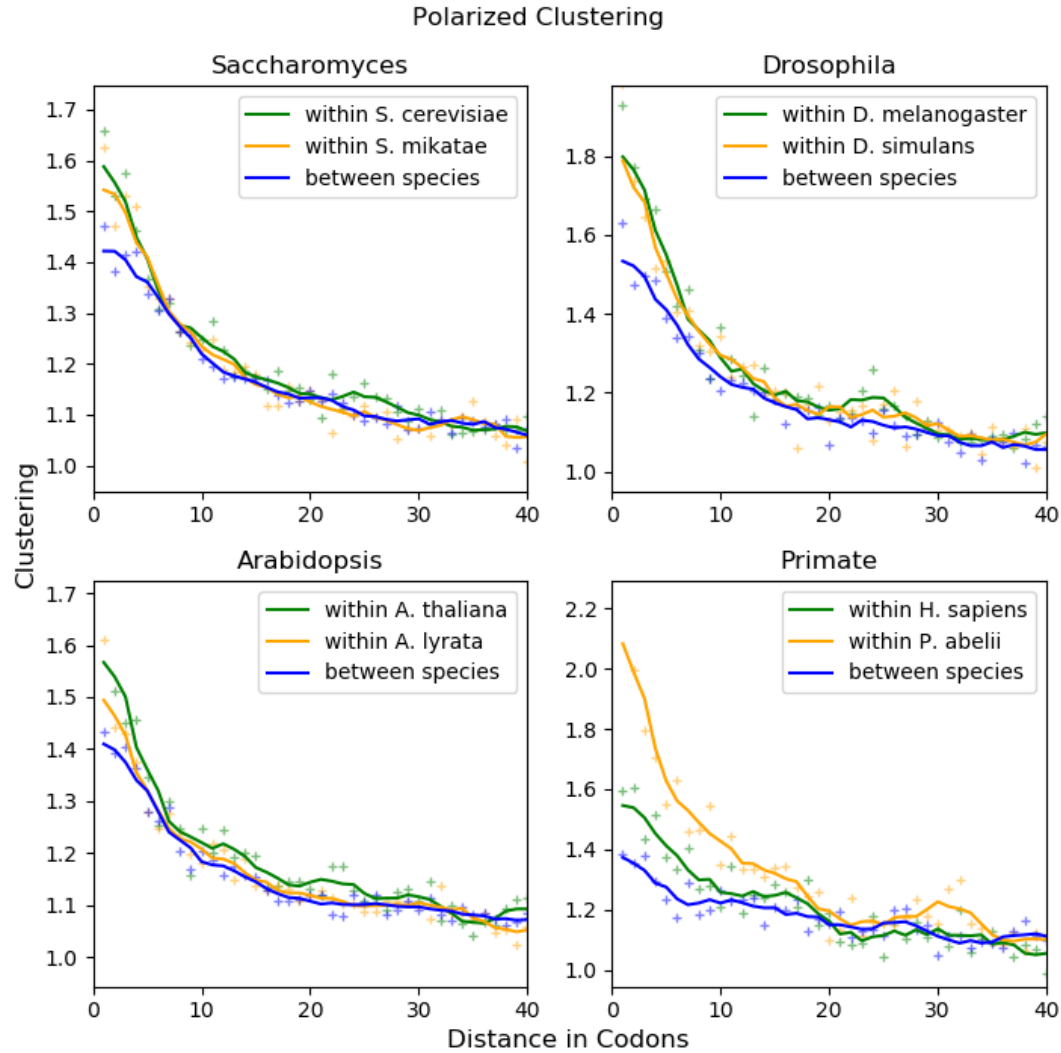 Polarized Clustering
Saccharomyces
1.7
1.6
1.5
1.4
1.3
1.2
1.1
1.0
0
10
20
30
40
within S. cerevisiae
within S. mikatae
between species
Drosophila
1.8
1.6
1.4
1.2
1.0
0
10
20
30
40
within D. melanogaster
within D. simulans
between species
Clustering
Arabidopsis
1.7
1.6
1.5
1.4
1.3
1.2
1.1
1.0
0
10
20
30
40
within A. thaliana
within A. lyrata
between species
Primate
2.2
2.0
1.8
1.6
1.4
1.2
1.0
0
10
20
30
40
within H. sapiens
within P. abelii
between species
Distance in Codons